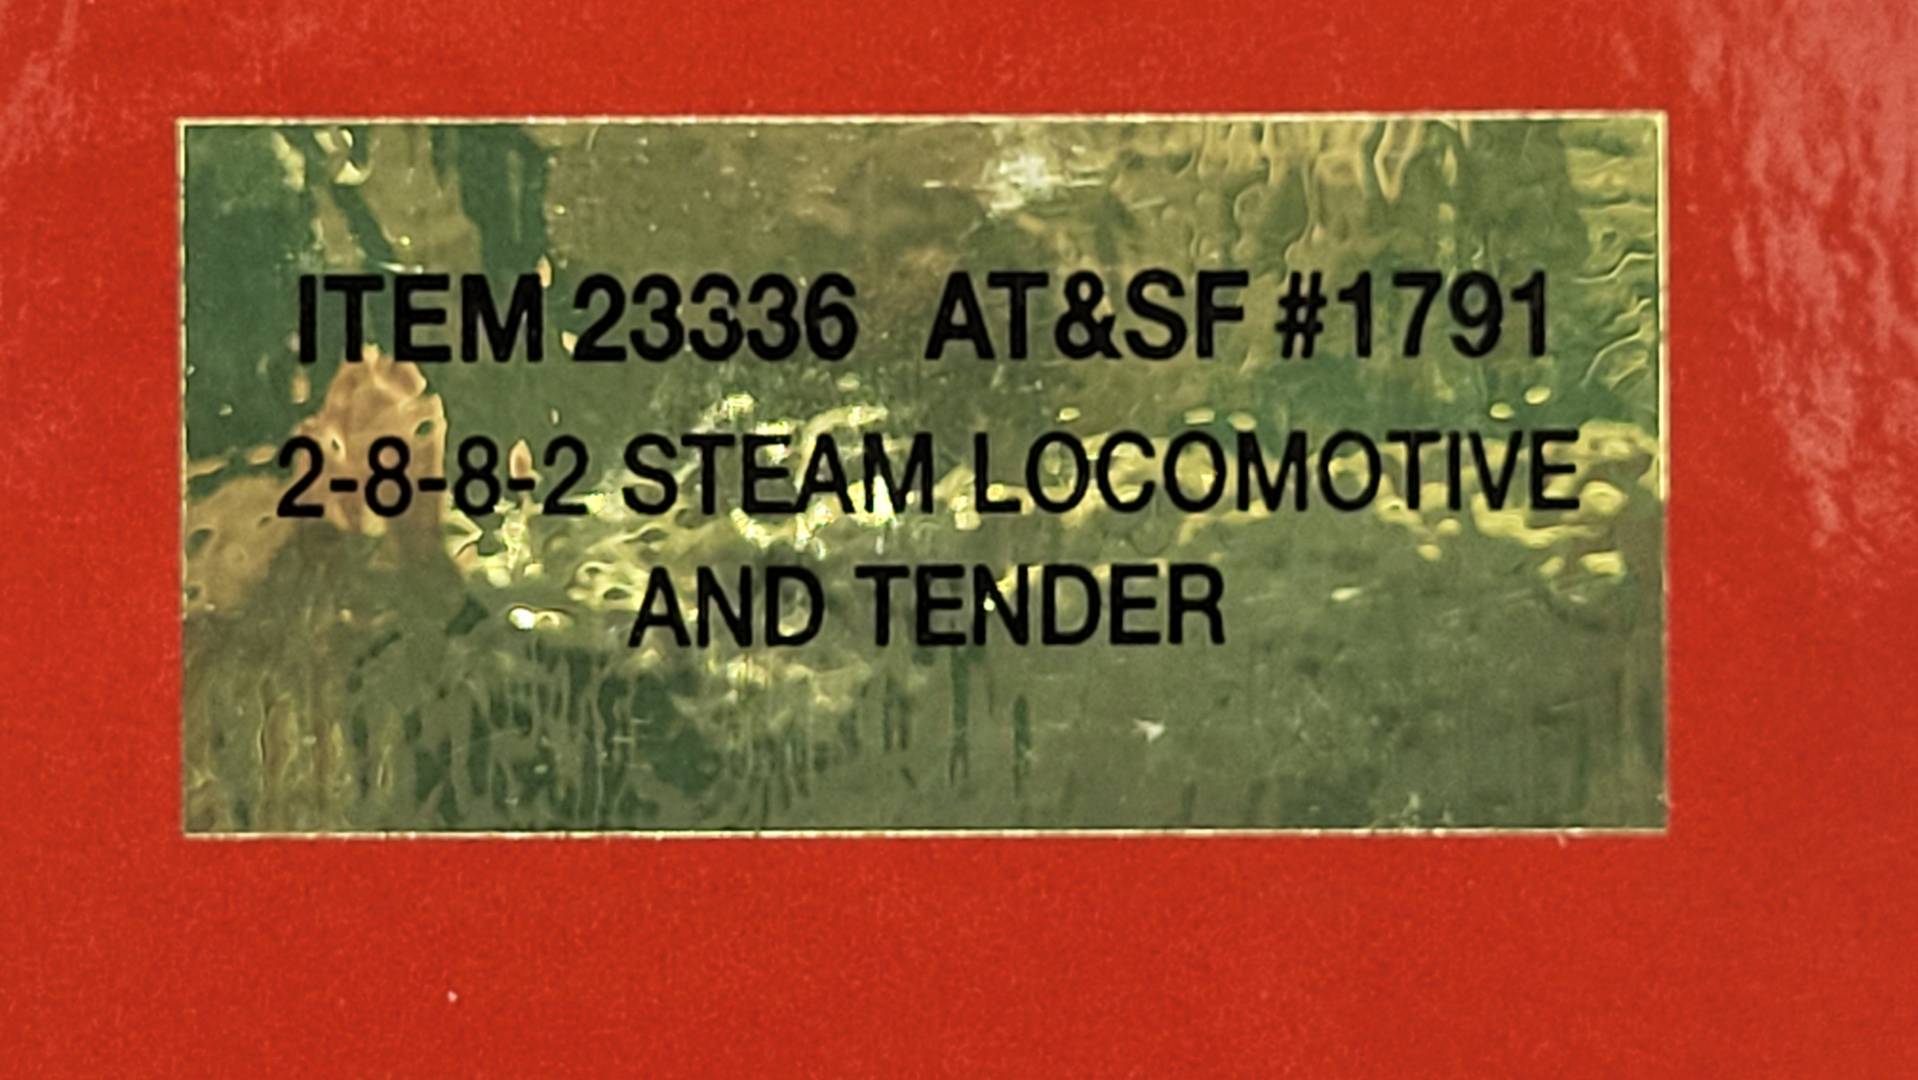 ITEM 23336 AT&SF #1791
2-8-8-2 STEAM LOCOMOTIVE
AND TENDER